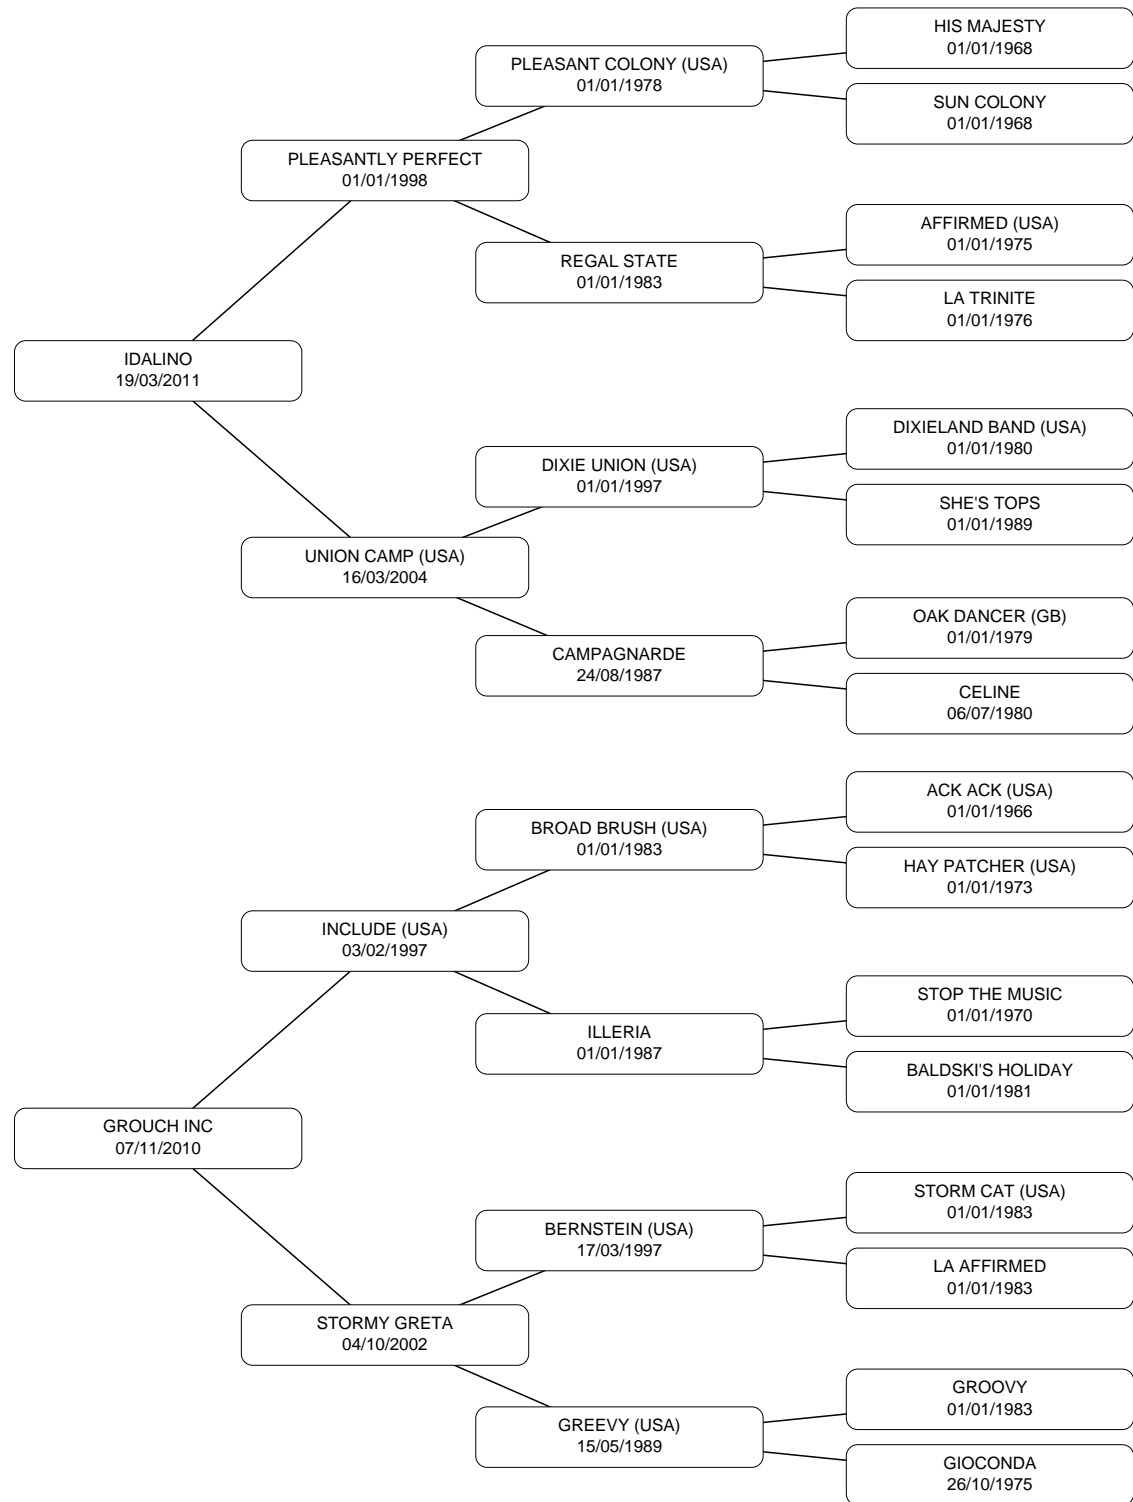 HIS MAJESTY
01/01/1968
PLEASANT COLONY (USA)
01/01/1978
SUN COLONY
01/01/1968
PLEASANTLY PERFECT
01/01/1998
AFFIRMED (USA)
01/01/1975
REGAL STATE
01/01/1983
LA TRINITE
01/01/1976
IDALINO
19/03/2011
DIXIELAND BAND (USA)
01/01/1980
DIXIE UNION (USA)
01/01/1997
SHE'S TOPS
01/01/1989
UNION CAMP (USA)
16/03/2004
OAK DANCER (GB)
01/01/1979
CAMPAGNARDE
24/08/1987
CELINE
06/07/1980
ACK ACK (USA)
01/01/1966
BROAD BRUSH (USA)
01/01/1983
HAY PATCHER (USA)
01/01/1973
INCLUDE (USA)
03/02/1997
STOP THE MUSIC
01/01/1970
ILLERIA
01/01/1987
BALDSKI'S HOLIDAY
01/01/1981
GROUCH INC
07/11/2010
STORM CAT (USA)
01/01/1983
BERNSTEIN (USA)
17/03/1997
LA AFFIRMED
01/01/1983
STORMY GRETA
04/10/2002
GROOVY
01/01/1983
GREEVY (USA)
15/05/1989
GIOCONDA
26/10/1975